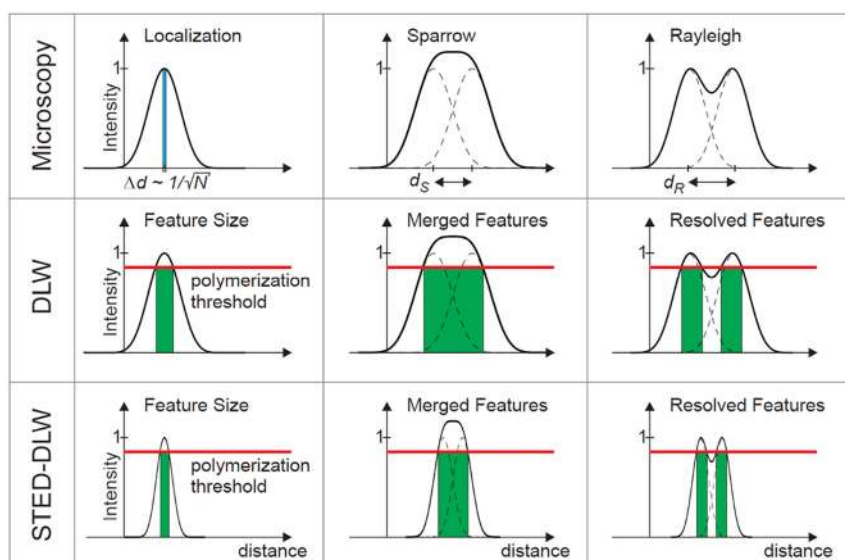 Microscopy
Localization
1
Intensity
Δd ~ 1/√N
Sparrow
1
d_S
Rayleigh
1
d_R
DLW
Feature Size
1
Intensity
polymerization
threshold
Merged Features
1
Resolved Features
1
STED-DLW
Feature Size
1
Intensity
polymerization
threshold
distance
Merged Features
1
distance
Resolved Features
1
distance